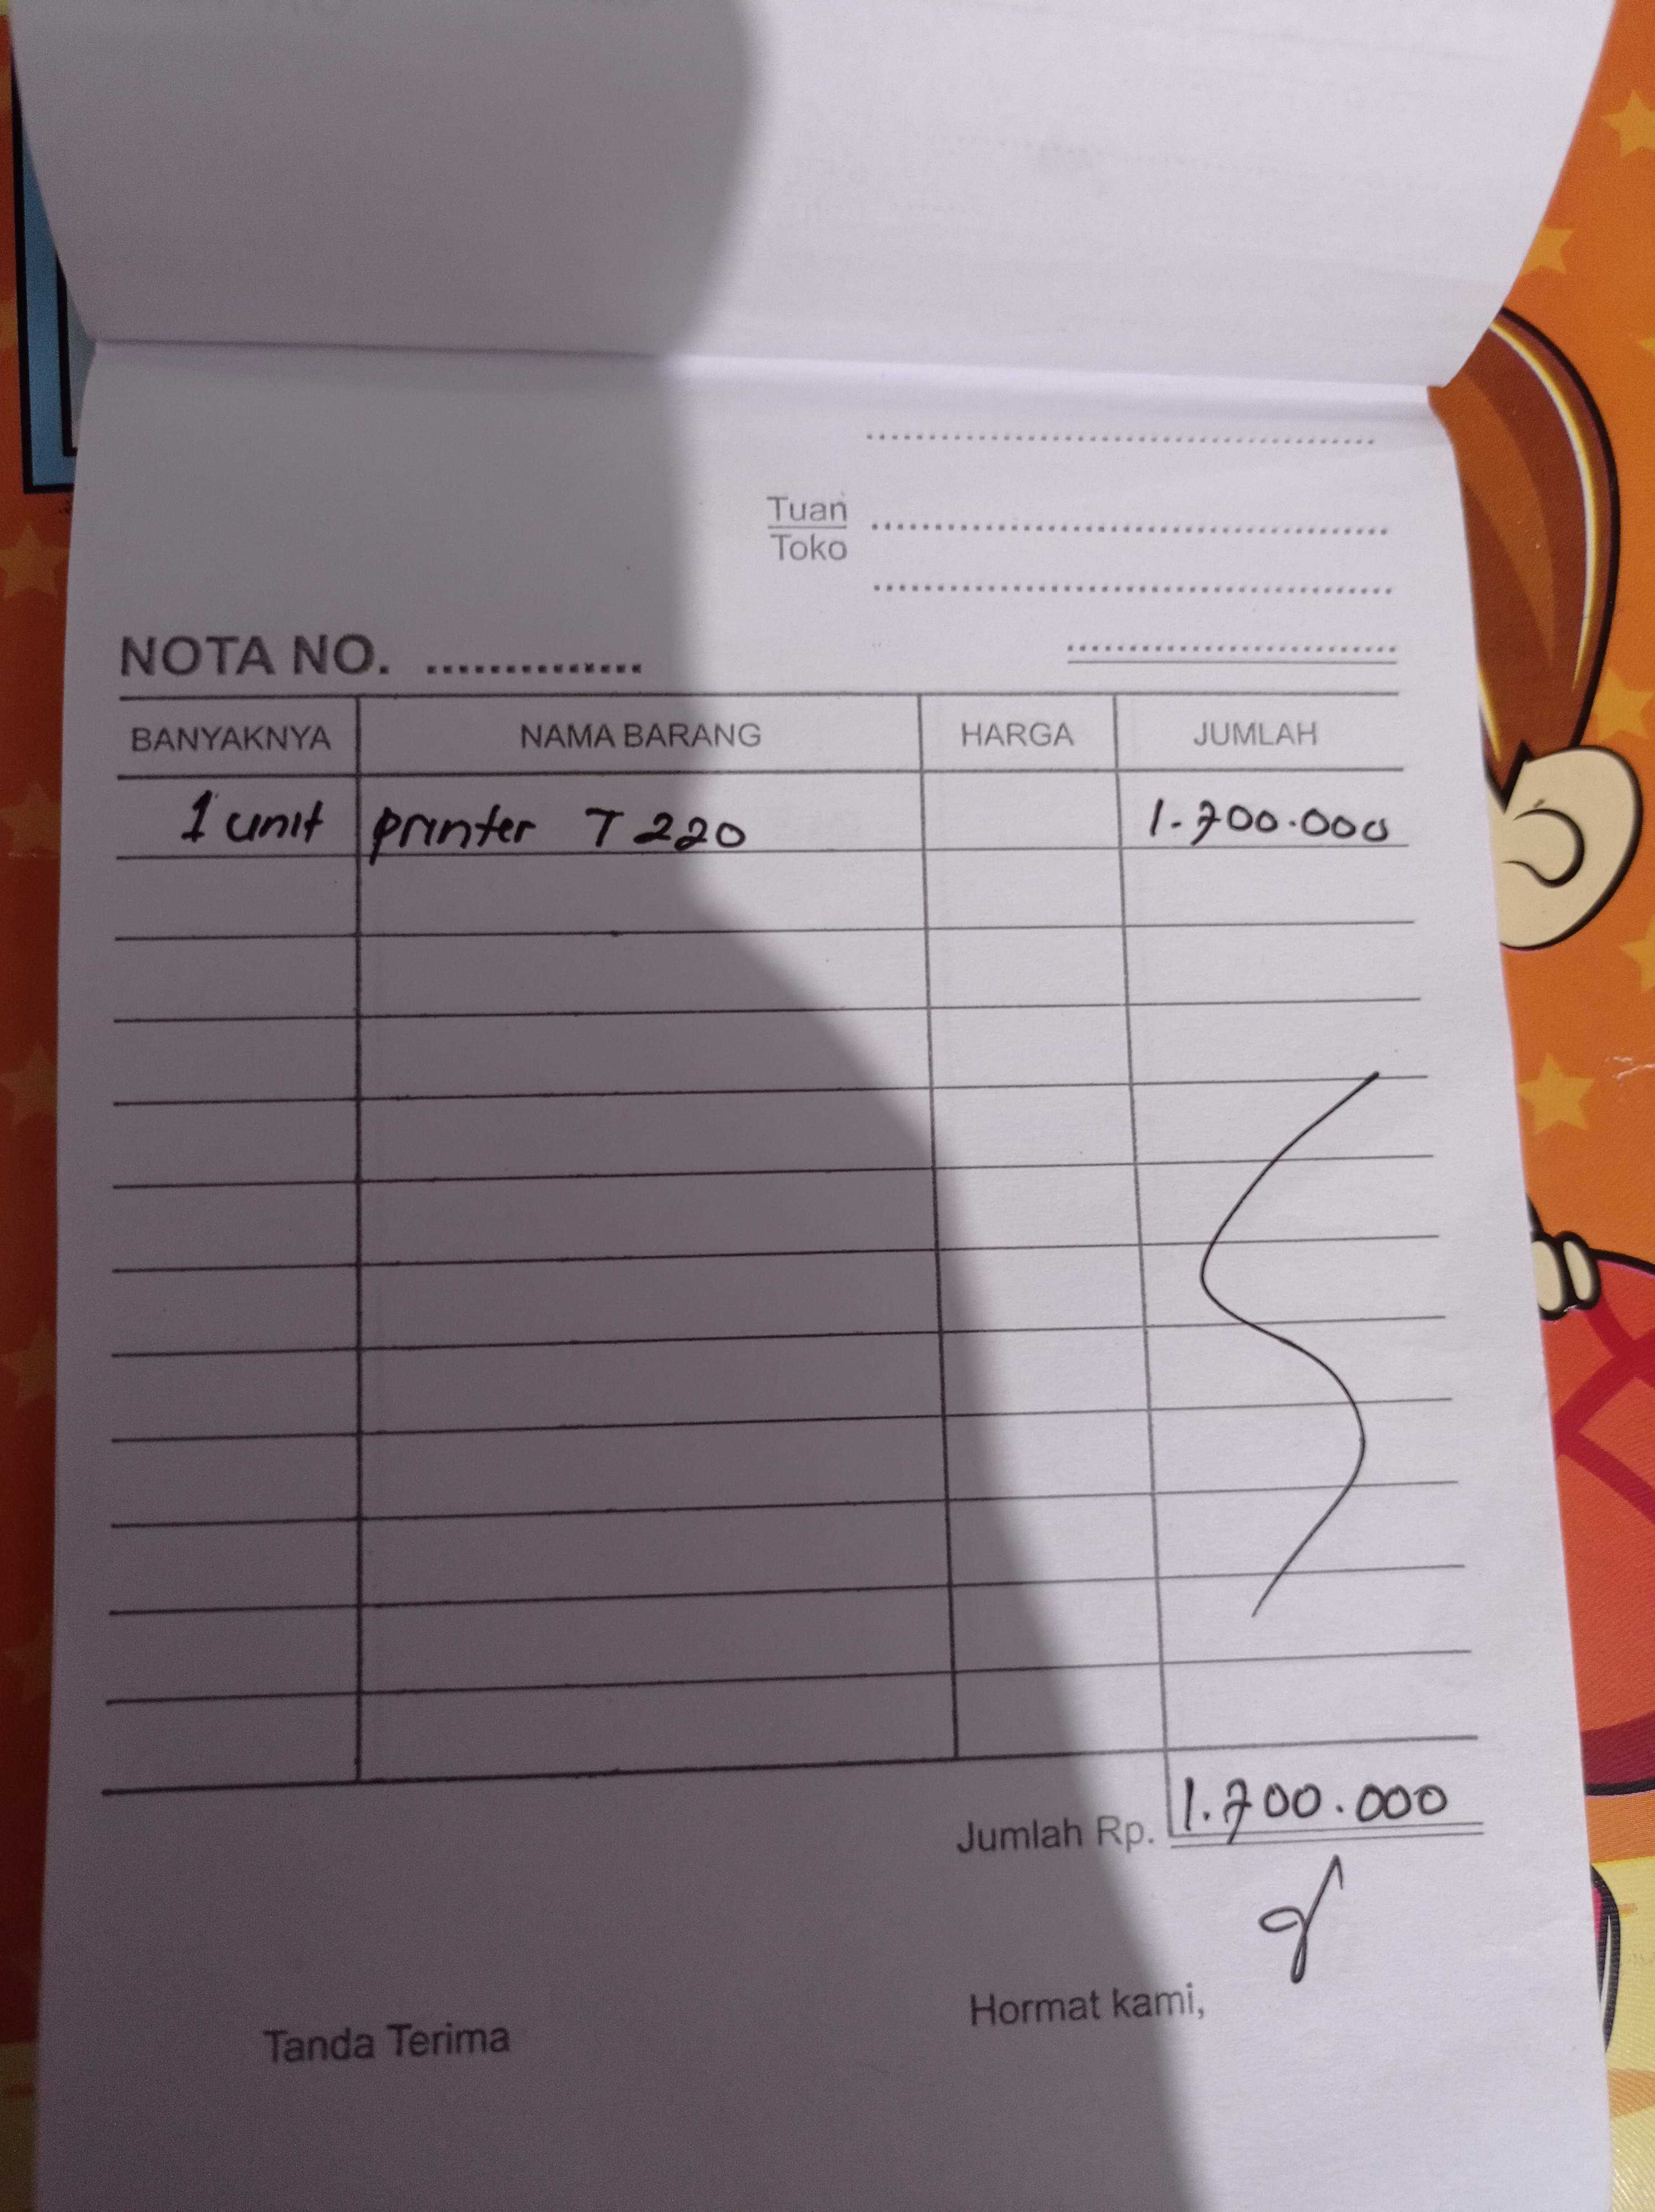 Tuan
Toko
NOTA NO. ..............
BANYAKNYA NAMA BARANG HARGA JUMLAH
1 unit printer T 220 1.700.000
Jumlah Rp. 1.700.000
Hormat kami,
Tanda Terima